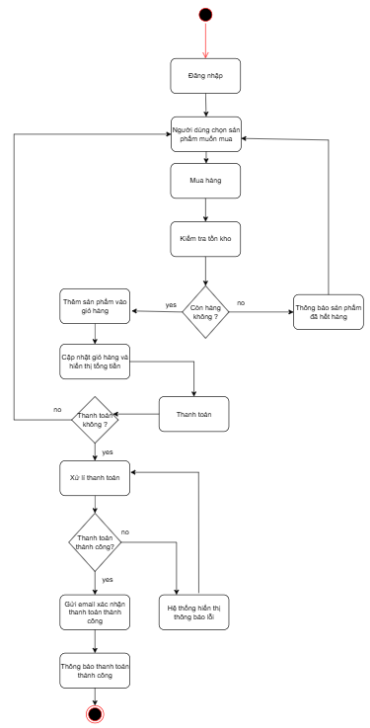 Đăng nhập
Người dùng chọn sản
phẩm muốn mua
Mua hàng
Kiểm tra tồn kho
Còn hàng
không ?
yes
no
Thêm sản phẩm vào
giỏ hàng
Thông báo sản phẩm
đã hết hàng
Cập nhật giỏ hàng và
hiển thị tổng tiền
Thanh toán
Thanh toán
không ?
no
yes
Xử lí thanh toán
Thanh toán
thành công?
no
yes
Gửi email xác nhận
thanh toán thành
công
Hệ thống hiển thị
thông báo lỗi
Thông báo thanh toán
thành công